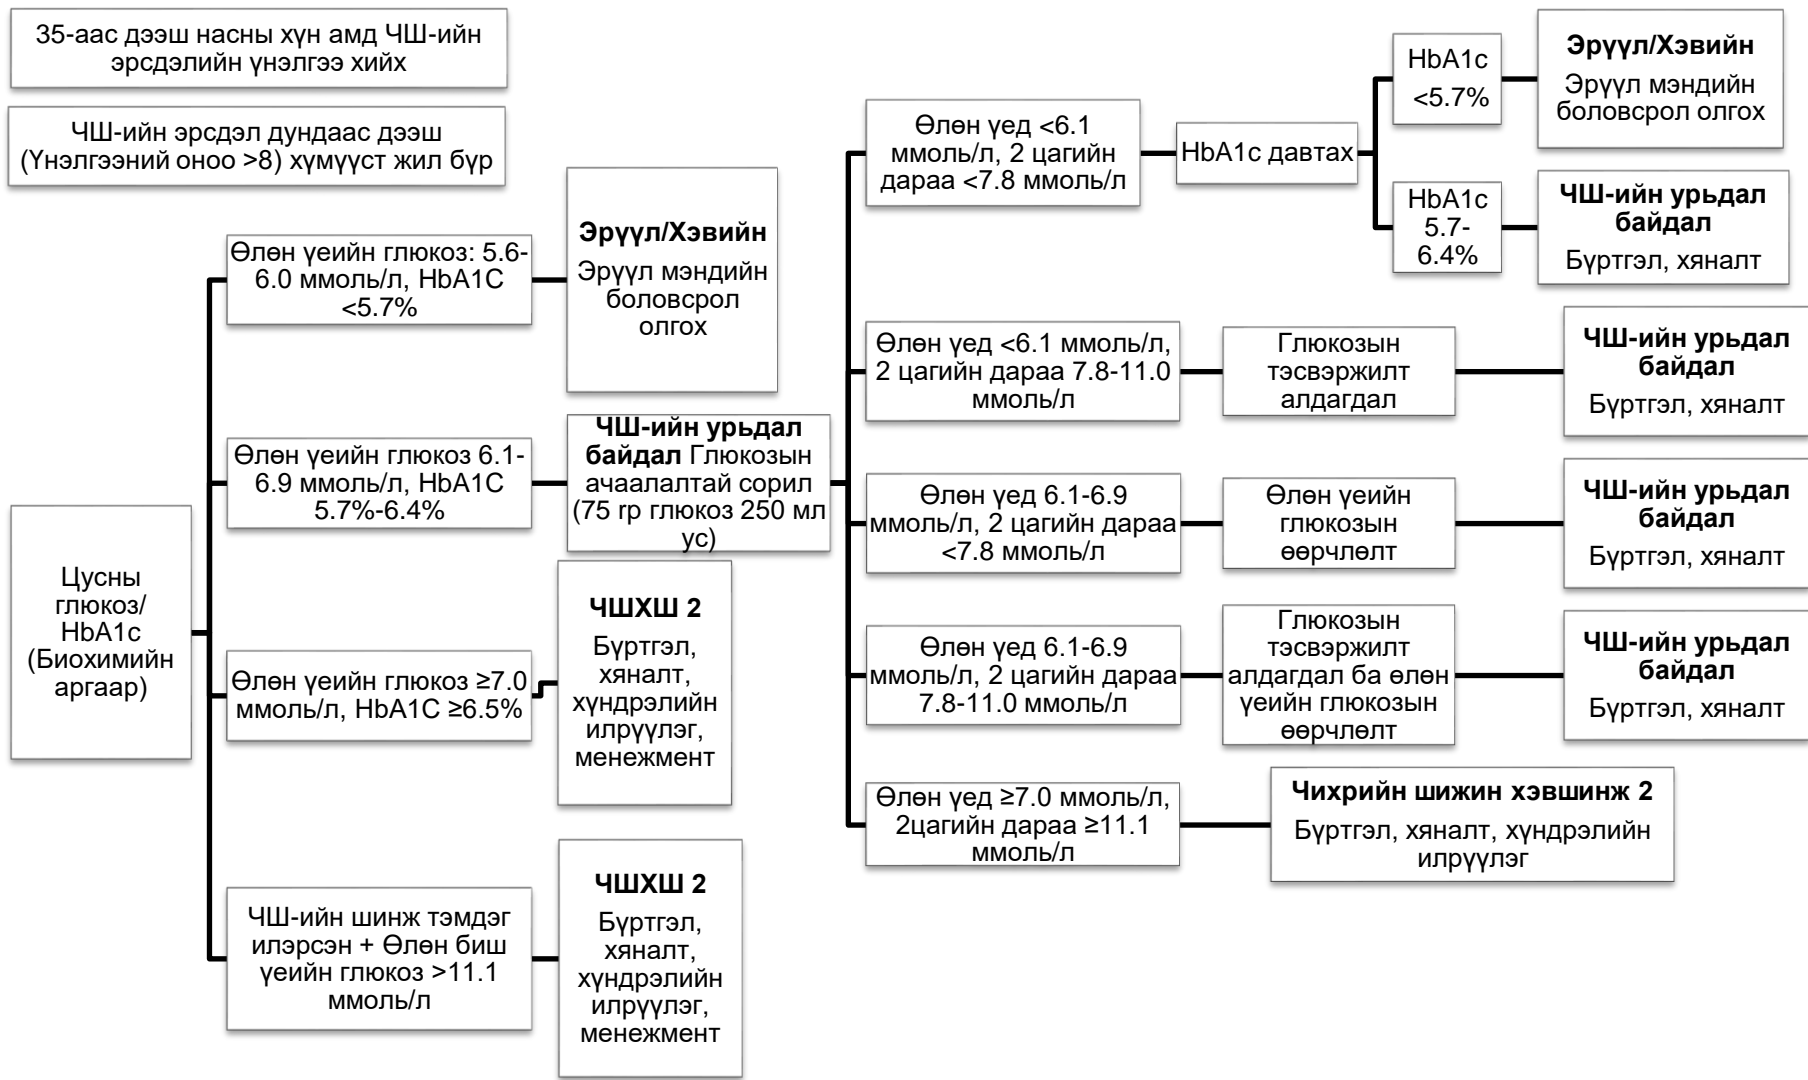 35-аас дээш насны хүн амд ЧШ-ийн
эрсдэлийн үнэлгээ хийх
ЧШ-ийн эрсдэл дундаас дээш
(Үнэлгээний оноо >8) хүмүүст жил бүр
Цусны
глюкоз/
HbA1c
(Биохимийн
аргаар)
Өлөн үеийн глюкоз: 5.6-
6.0 ммоль/л, HbA1C
<5.7%
Эрүүл/Хэвийн
Эрүүл мэндийн
боловсрол
олгох
Өлөн үеийн глюкоз 6.1-
6.9 ммоль/л, HbA1C
5.7%-6.4%
ЧШ-ийн урьдал
байдал Глюкозын
ачаалалтай сорил
(75 гр глюкоз 250 мл
ус)
Өлөн үеийн глюкоз ≥7.0
ммоль/л, HbA1C ≥6.5%
ЧШХШ 2
Бүртгэл,
хяналт,
хүндрэлийн
илрүүлэг,
менежмент
ЧШ-ийн шинж тэмдэг
илэрсэн + Өлөн биш
үеийн глюкоз >11.1
ммоль/л
ЧШХШ 2
Бүртгэл,
хяналт,
хүндрэлийн
илрүүлэг,
менежмент
Өлөн үед <6.1
ммоль/л, 2 цагийн
дараа <7.8 ммоль/л
HbA1c давтах
HbA1c
<5.7%
Эрүүл/Хэвийн
Эрүүл мэндийн
боловсрол олгох
HbA1c
5.7-
6.4%
ЧШ-ийн урьдал
байдал
Бүртгэл, хяналт
Өлөн үед <6.1 ммоль/л,
2 цагийн дараа 7.8-11.0
ммоль/л
Глюкозын
тэсвэржилт
алдагдал
ЧШ-ийн урьдал
байдал
Бүртгэл, хяналт
Өлөн үед 6.1-6.9
ммоль/л, 2 цагийн дараа
<7.8 ммоль/л
Өлөн үеийн
глюкозын
өөрчлөлт
ЧШ-ийн урьдал
байдал
Бүртгэл, хяналт
Өлөн үед 6.1-6.9
ммоль/л, 2 цагийн дараа
7.8-11.0 ммоль/л
Глюкозын
тэсвэржилт
алдагдал ба өлөн
үеийн глюкозын
өөрчлөлт
ЧШ-ийн урьдал
байдал
Бүртгэл, хяналт
Өлөн үед ≥7.0 ммоль/л,
2цагийн дараа ≥11.1
ммоль/л
Чихрийн шижин хэвшинж 2
Бүртгэл, хяналт, хүндрэлийн
илрүүлэг